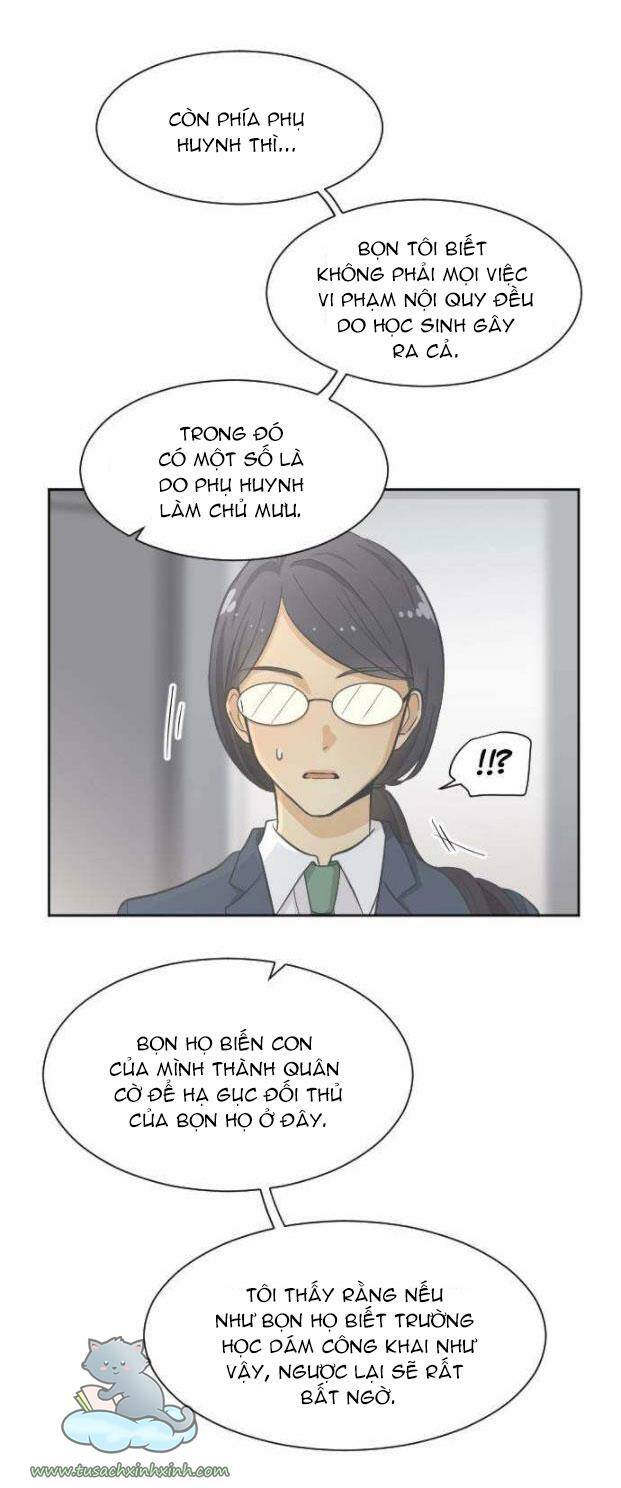 CÒN PHÍA PHỤ
HUYNH THÌ...
BỌN TÔI BIẾT
KHÔNG PHẢI MỌI VIỆC
VI PHẠM NỘI QUY ĐỀU
DO HỌC SINH GÂY
RA CẢ.
TRONG ĐÓ
CÓ MỘT SỐ LÀ
DO PHỤ HUYNH
LÀM CHỦ MƯU.
!!?
BỌN HỌ BIẾN CON
CỦA MÌNH THÀNH QUÂN
CỜ ĐỂ HẠ GỤC ĐỐI THỦ
CỦA BỌN HỌ Ở ĐÂY.
TÔI THẤY RẰNG NẾU
NHƯ BỌN HỌ BIẾT TRƯỜNG
HỌC DÁM CÔNG KHAI NHƯ
VẬY, NGƯỢC LẠI SẼ RẤT
BẤT NGỜ.
www.tusachxinhxinh.com